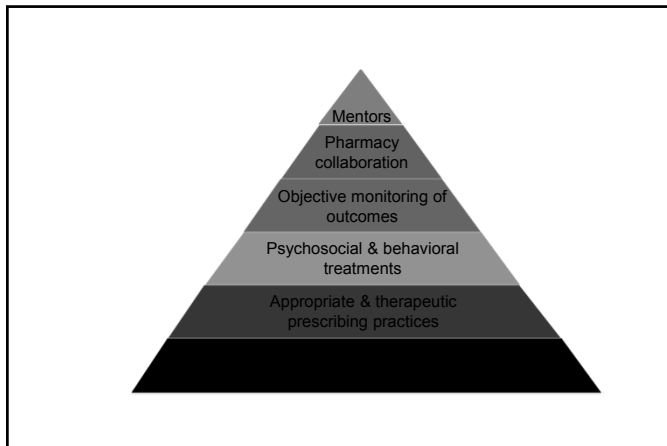 Mentors
Pharmacy
collaboration
Objective monitoring of
outcomes
Psychosocial & behavioral
treatments
Appropriate & therapeutic
prescribing practices